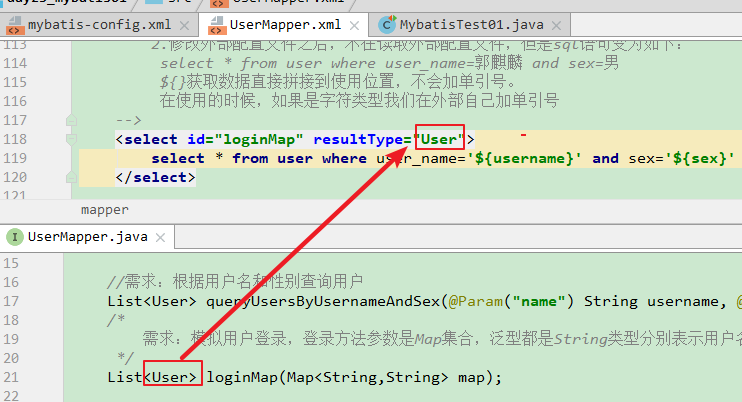 day25_mybatis01 src UserMapper.xml
mybatis-config.xml UserMapper.xml MybatisTest01.java
113 2.修改外部配置文件之后，不在读取外部配置文件，但是sql语句变为如下：
114 select * from user where user_name=郭麒麟 and sex=男
115 ${}获取数据直接拼接到使用位置，不会加单引号。
116 在使用的时候，如果是字符类型我们在外部自己加单引号
117 -->
118 <select id="loginMap" resultType="User">
119 select * from user where user_name='${username}' and sex='${sex}'
120 </select>
121
mapper
UserMapper.java
15
16 //需求：根据用户名和性别查询用户
17 List<User> queryUsersByUsernameAndSex(@Param("name") String username, @
18 /*
19 需求：模拟用户登录，登录方法参数是Map集合，泛型都是String类型分别表示用户名
20 */
21 List<User> loginMap(Map<String,String> map);
22